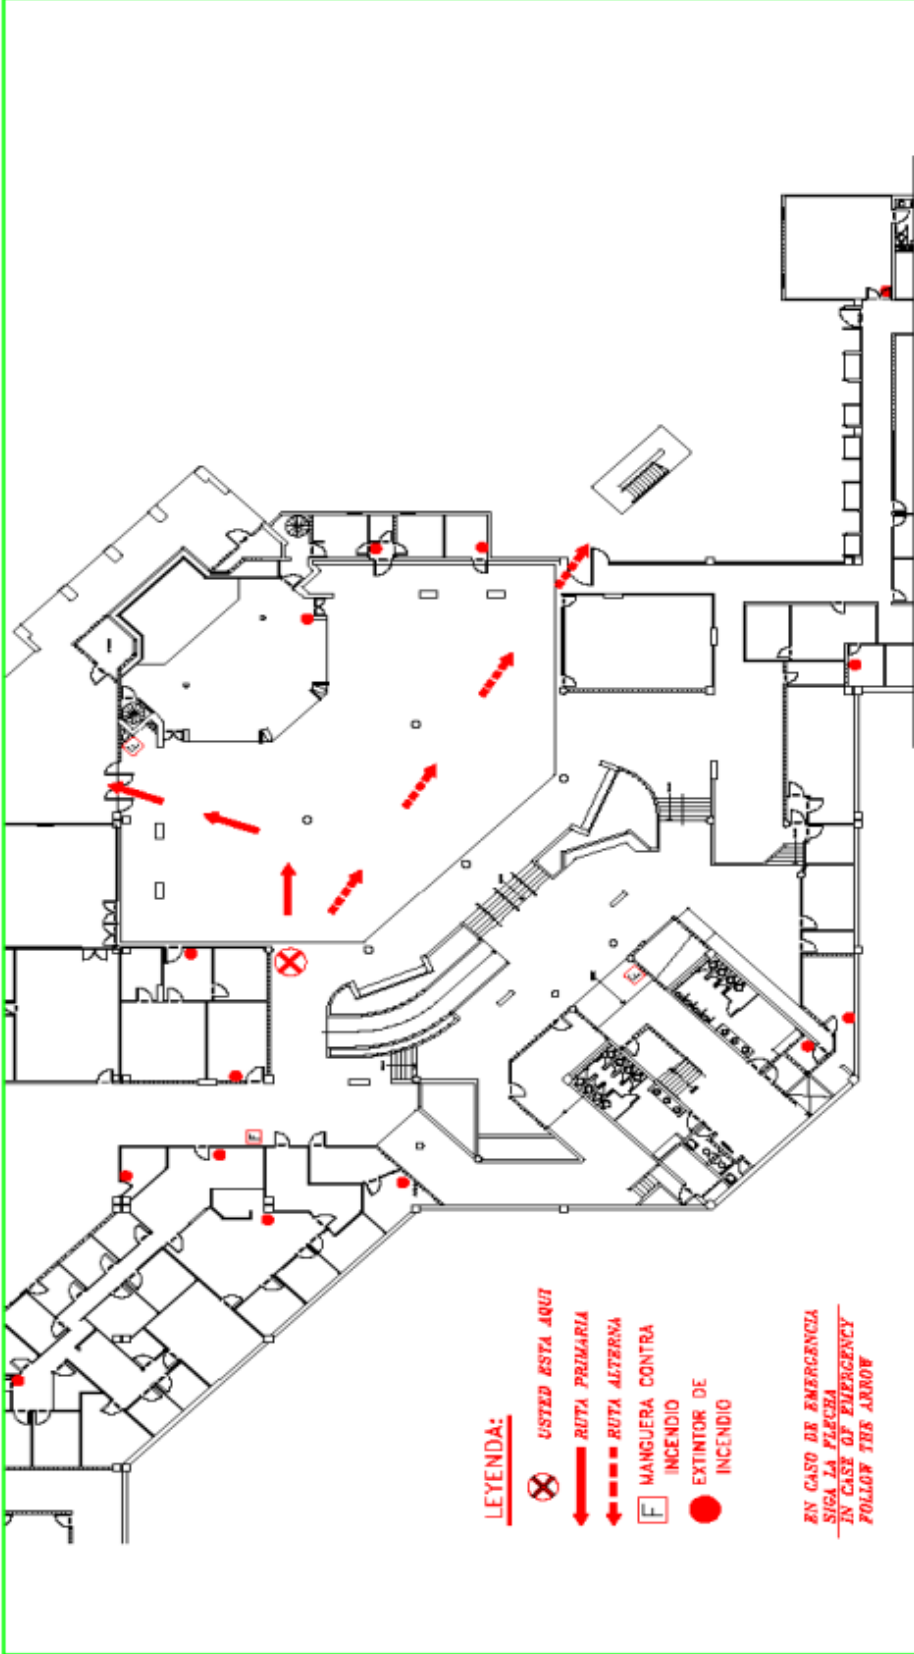 LEYENDA:
USTED ESTA AQUI
RUTA PRIMARIA
RUTA ALTERNA
F
MANGUERA CONTRA
INCENDIO
EXTINTOR DE
INCENDIO
EN CASO DE EMERGENCIA
SIGA LA FLECHA
IN CASE OF EMERGENCY
FOLLOW THE ARROW
F
F
F